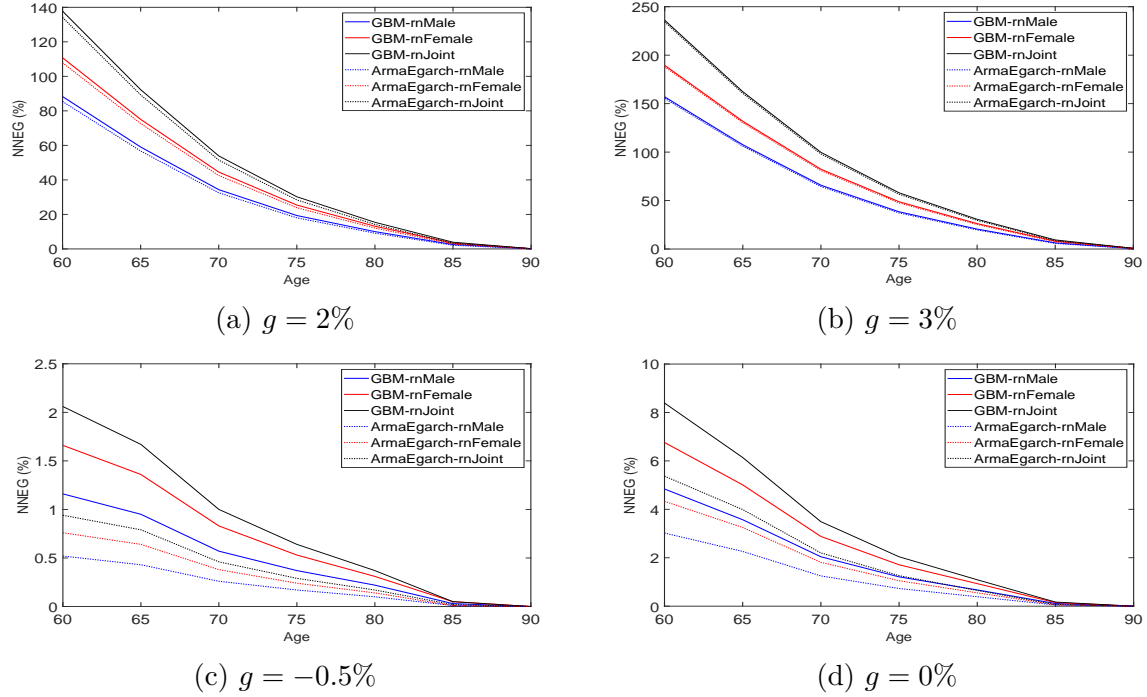 140
120
100
80
60
40
20
0
NNEG (%)
60 65 70 75 80 85 90
Age
GBM-rnMale
GBM-rnFemale
GBM-rnJoint
ArmaEgarch-rnMale
ArmaEgarch-rnFemale
ArmaEgarch-rnJoint
(a) g = 2%
250
200
150
100
50
0
NNEG (%)
60 65 70 75 80 85 90
Age
GBM-rnMale
GBM-rnFemale
GBM-rnJoint
ArmaEgarch-rnMale
ArmaEgarch-rnFemale
ArmaEgarch-rnJoint
(b) g = 3%
2.5
2
1.5
1
0.5
0
NNEG (%)
60 65 70 75 80 85 90
Age
GBM-rnMale
GBM-rnFemale
GBM-rnJoint
ArmaEgarch-rnMale
ArmaEgarch-rnFemale
ArmaEgarch-rnJoint
(c) g = −0.5%
10
8
6
4
2
0
NNEG (%)
60 65 70 75 80 85 90
Age
GBM-rnMale
GBM-rnFemale
GBM-rnJoint
ArmaEgarch-rnMale
ArmaEgarch-rnFemale
ArmaEgarch-rnJoint
(d) g = 0%